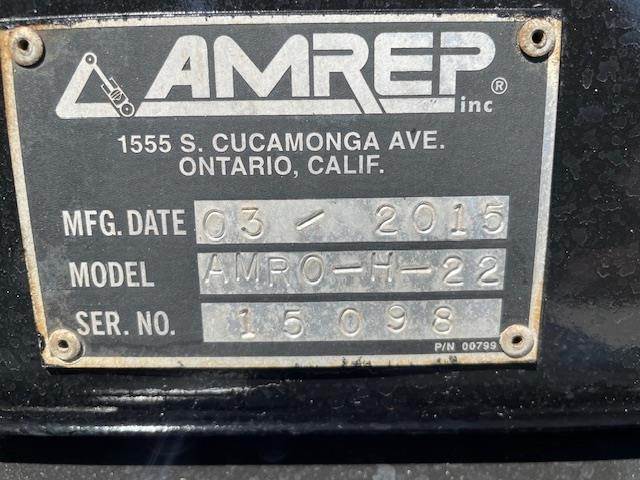 AMREP® inc
1555 S. CUCAMONGA AVE.
ONTARIO, CALIF.
MFG. DATE 03 / 2015
MODEL AMRO-H-22
SER. NO. 15098
P/N 00799